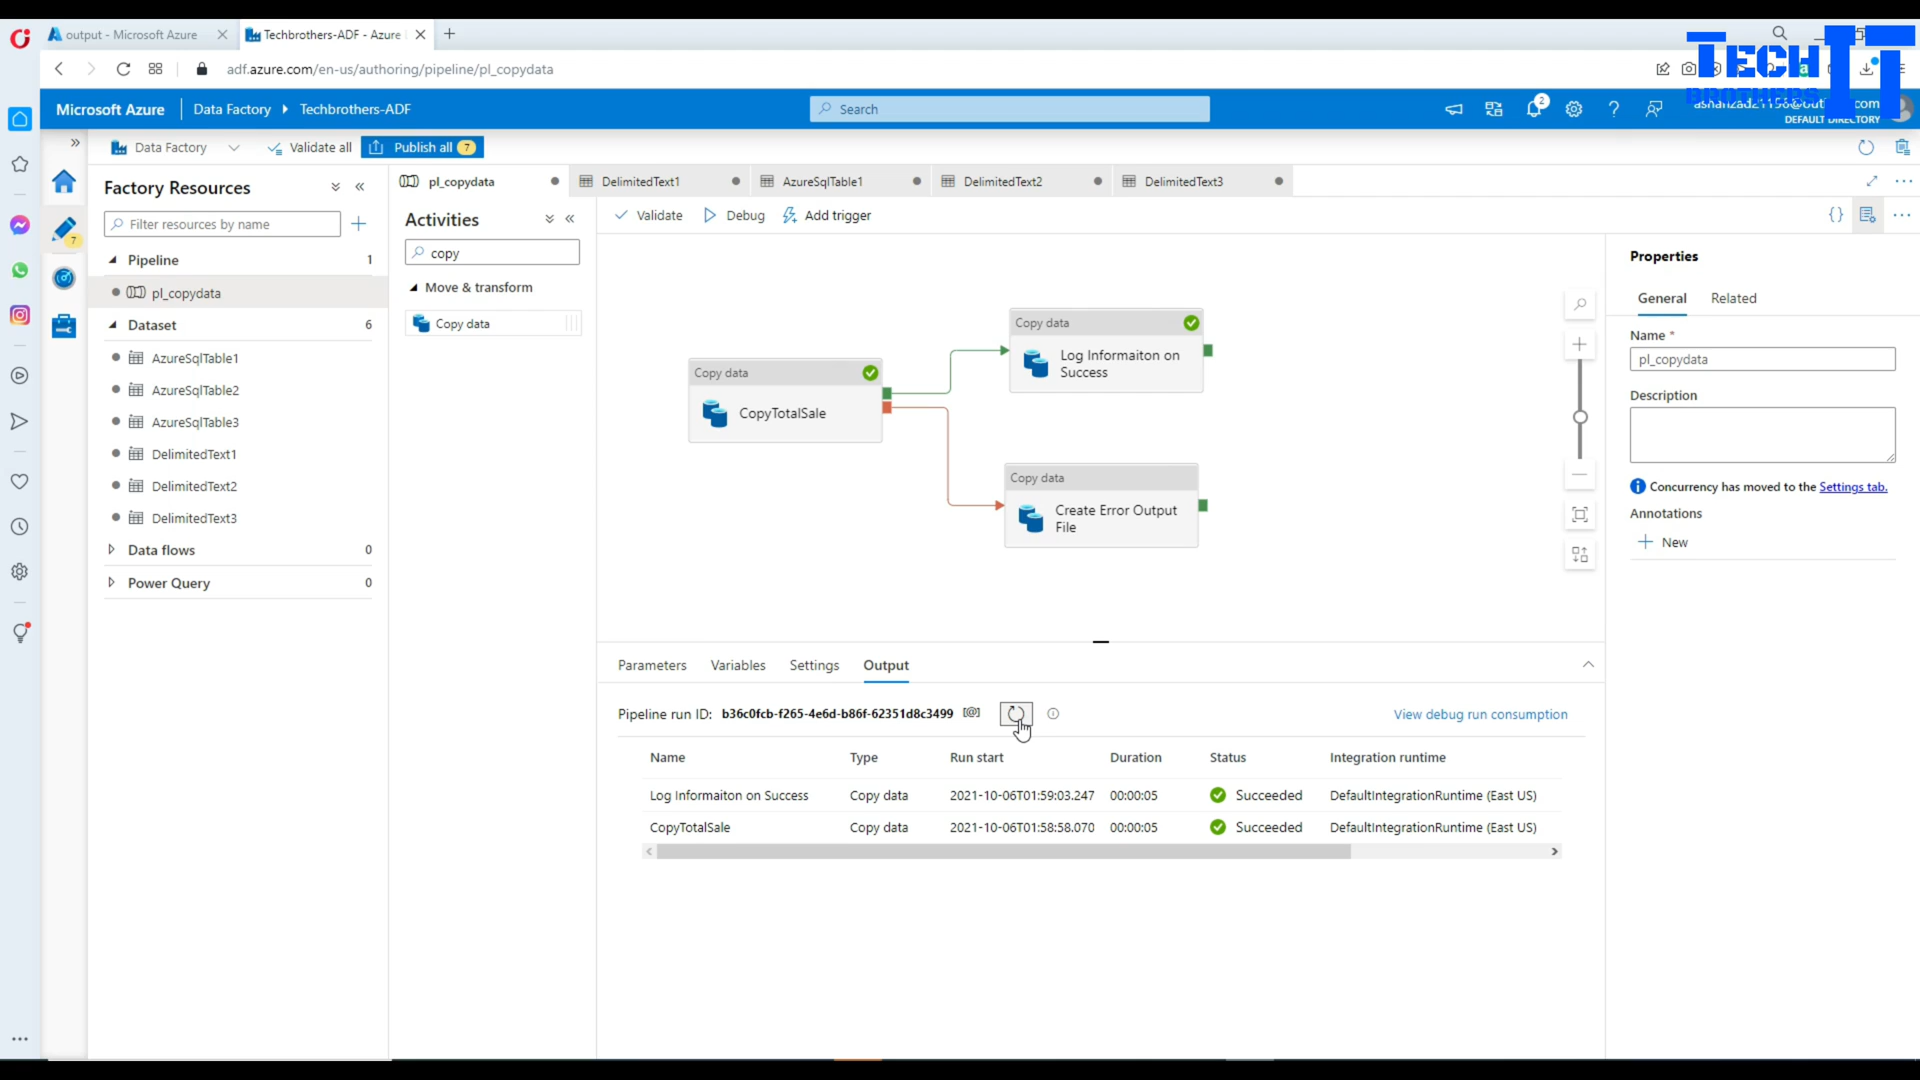 output - Microsoft Azure
Techbrothers-ADF - Azure
adf.azure.com/en-us/authoring/pipeline/pl_copydata
TECH IT
BROTHERS
Microsoft Azure
Data Factory
Techbrothers-ADF
Search
2
DEFAULT DIRECTORY
Data Factory
Validate all
Publish all
7
Factory Resources
Filter resources by name
7
Pipeline
1
pl_copydata
Dataset
6
AzureSqlTable1
AzureSqlTable2
AzureSqlTable3
DelimitedText1
DelimitedText2
DelimitedText3
Data flows
0
Power Query
0
pl_copydata
DelimitedText1
AzureSqlTable1
DelimitedText2
DelimitedText3
Activities
copy
Move & transform
Copy data
Validate
Debug
Add trigger
Copy data
CopyTotalSale
Copy data
Log Informaiton on
Success
Copy data
Create Error Output
File
Properties
General
Related
Name *
pl_copydata
Description
Concurrency has moved to the Settings tab.
Annotations
New
Parameters
Variables
Settings
Output
Pipeline run ID: b36c0fcb-f265-4e6d-b86f-62351d8c3499
View debug run consumption
Name Type Run start Duration Status Integration runtime
Log Informaiton on Success Copy data 2021-10-06T01:59:03.247 00:00:05 Succeeded DefaultIntegrationRuntime (East US)
CopyTotalSale Copy data 2021-10-06T01:58:58.070 00:00:05 Succeeded DefaultIntegrationRuntime (East US)